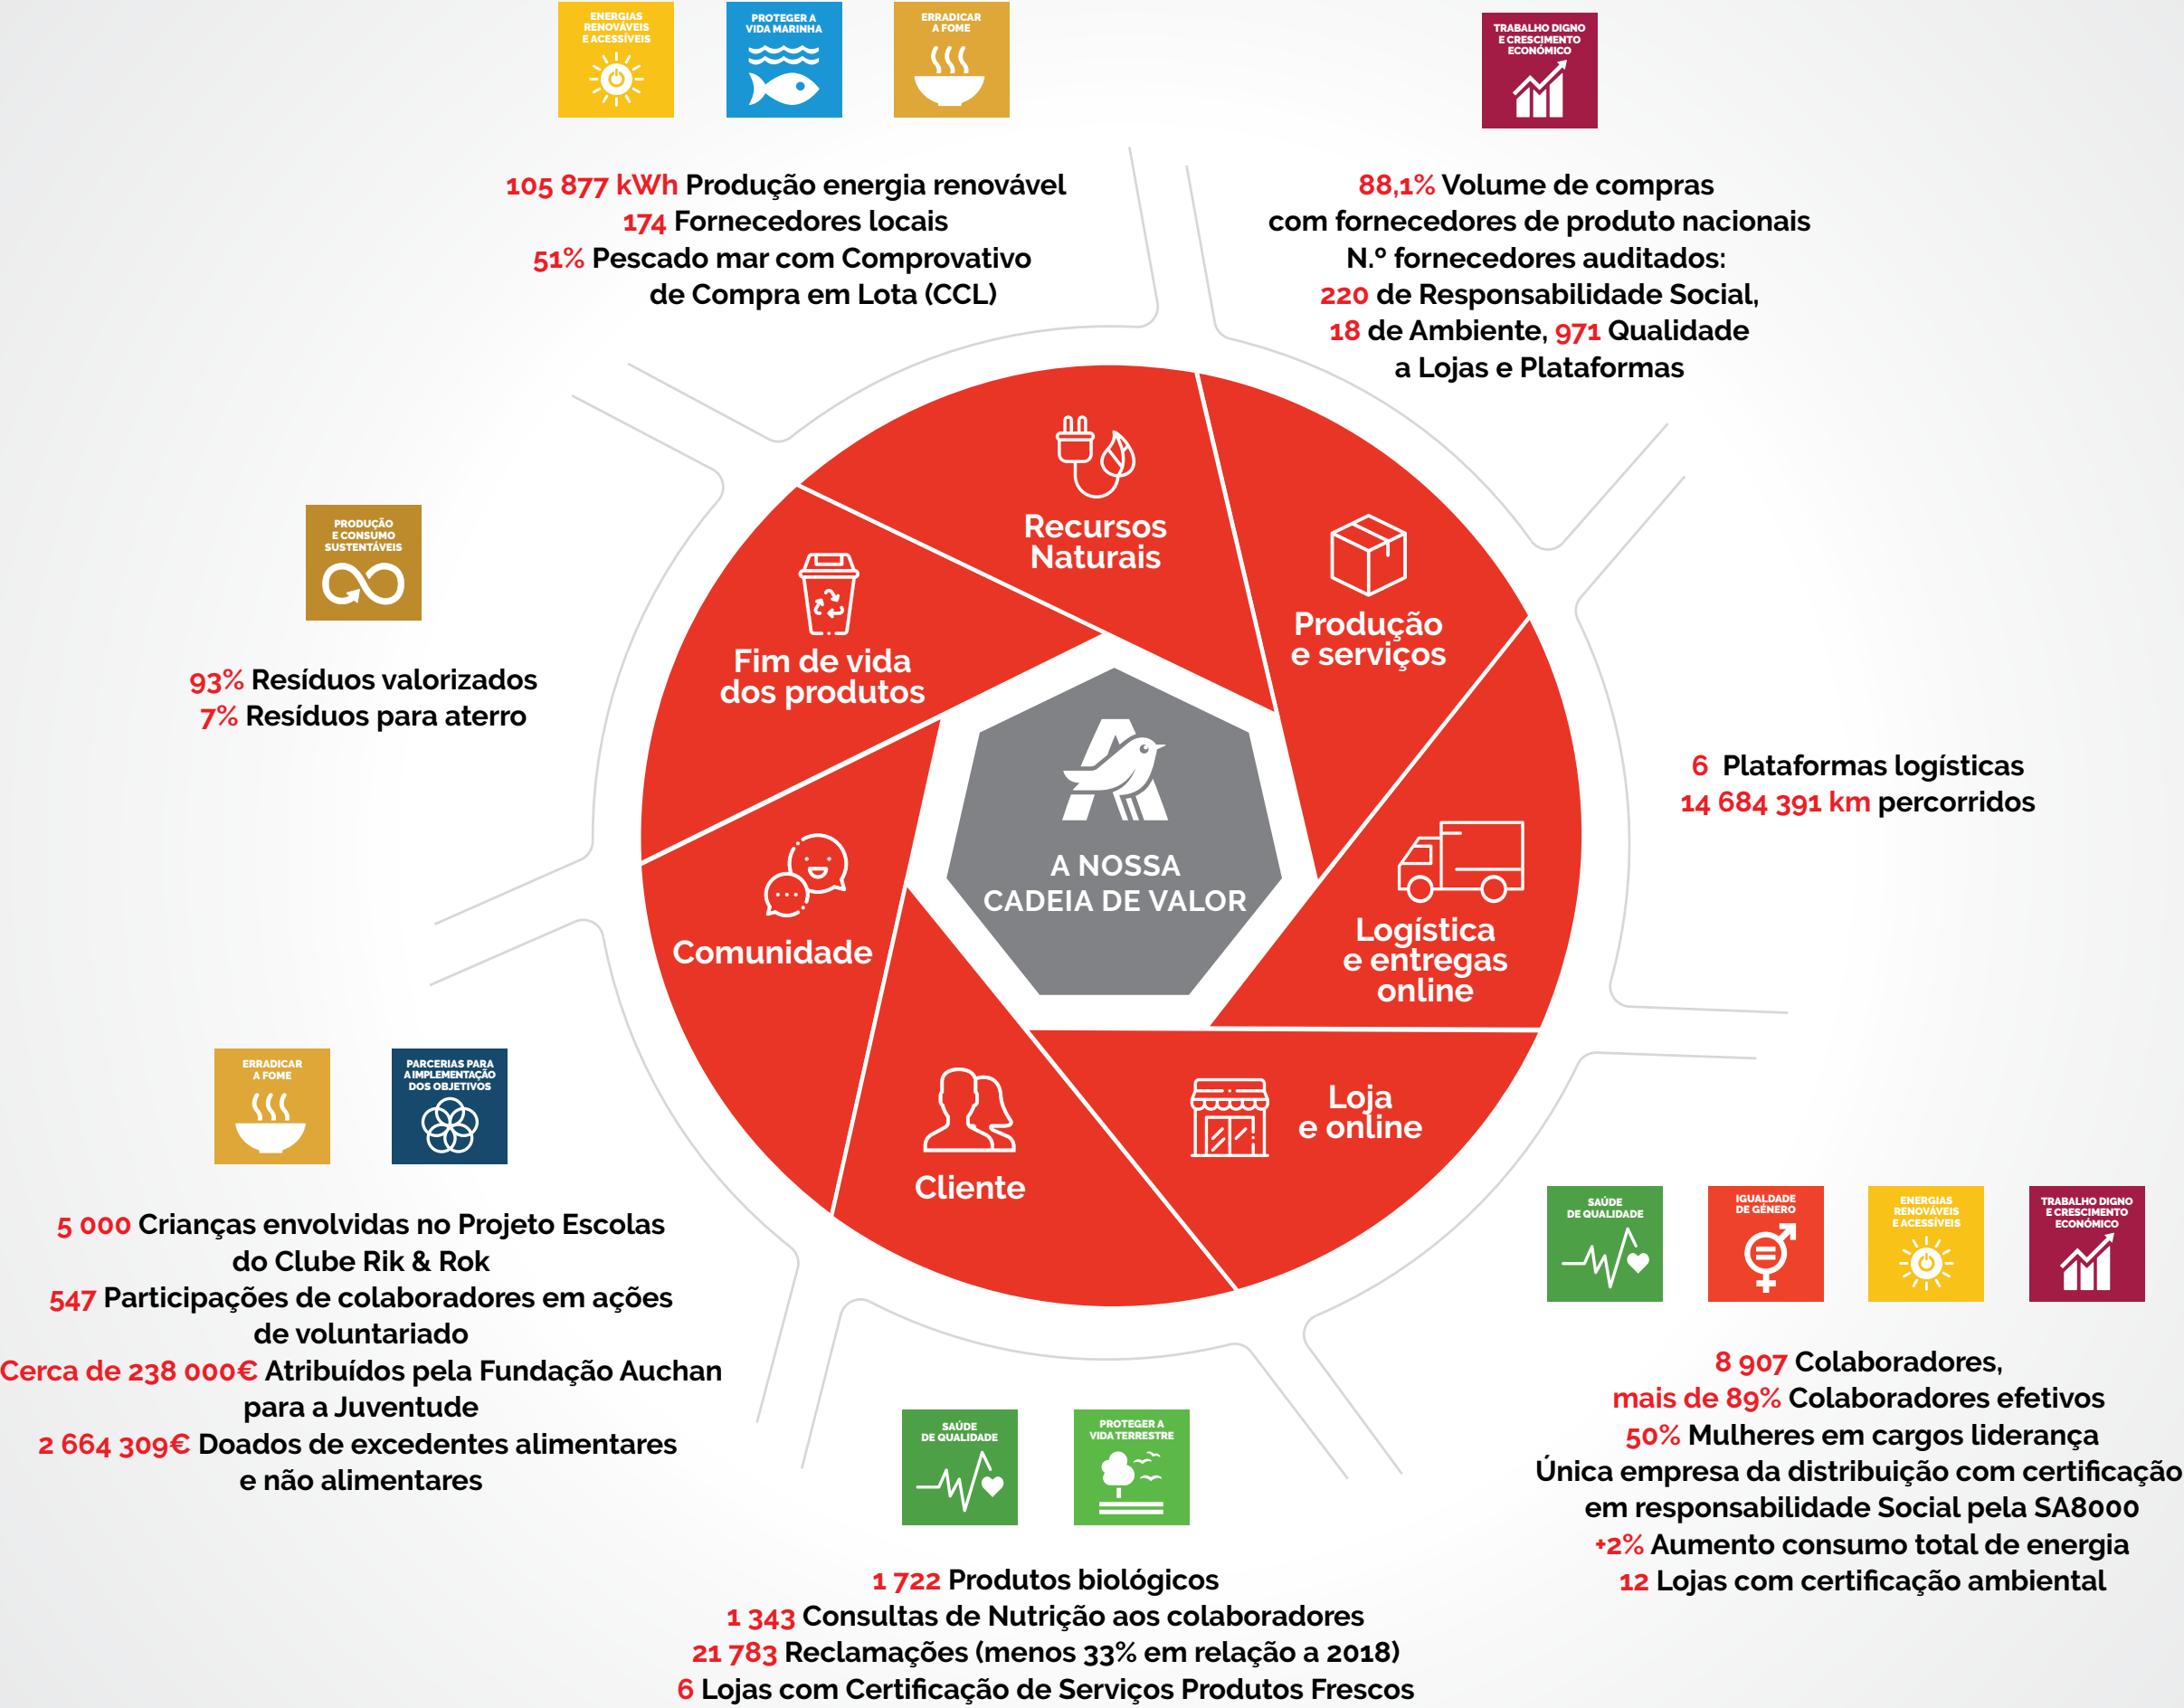 ENERGIAS
RENOVÁVEIS
E ACESSÍVEIS
PROTEGER A
VIDA MARINHA
ERRADICAR
A FOME
105 877 kWh Produção energia renovável
174 Fornecedores locais
51% Pescado mar com Comprovativo
de Compra em Lota (CCL)
TRABALHO DIGNO
E CRESCIMENTO
ECONÓMICO
88,1% Volume de compras
com fornecedores de produto nacionais
N.º fornecedores auditados:
220 de Responsabilidade Social,
18 de Ambiente, 971 Qualidade
a Lojas e Plataformas
Recursos
Naturais
Produção
e serviços
PRODUÇÃO
E CONSUMO
SUSTENTÁVEIS
93% Resíduos valorizados
7% Resíduos para aterro
Fim de vida
dos produtos
6 Plataformas logísticas
14 684 391 km percorridos
A NOSSA
CADEIA DE VALOR
Comunidade
Logística
e entregas
online
Loja
e online
Cliente
ERRADICAR
A FOME
PARCERIAS PARA
A IMPLEMENTAÇÃO
DOS OBJETIVOS
5 000 Crianças envolvidas no Projeto Escolas
do Clube Rik & Rok
547 Participações de colaboradores em ações
de voluntariado
Cerca de 238 000€ Atribuídos pela Fundação Auchan
para a Juventude
2 664 309€ Doados de excedentes alimentares
e não alimentares
SAÚDE
DE QUALIDADE
IGUALDADE
DE GÉNERO
ENERGIAS
RENOVÁVEIS
E ACESSÍVEIS
TRABALHO DIGNO
E CRESCIMENTO
ECONÓMICO
8 907 Colaboradores,
mais de 89% Colaboradores efetivos
50% Mulheres em cargos liderança
Única empresa da distribuição com certificação
em responsabilidade Social pela SA8000
+2% Aumento consumo total de energia
12 Lojas com certificação ambiental
SAÚDE
DE QUALIDADE
PROTEGER A
VIDA TERRESTRE
1 722 Produtos biológicos
1 343 Consultas de Nutrição aos colaboradores
21 783 Reclamações (menos 33% em relação a 2018)
6 Lojas com Certificação de Serviços Produtos Frescos